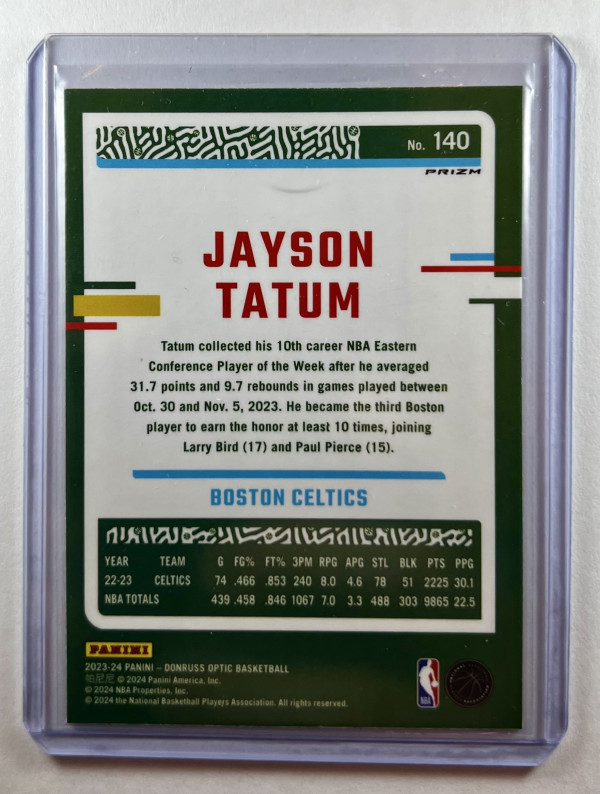 No. 140
PRIZM
JAYSON
TATUM
Tatum collected his 10th career NBA Eastern
Conference Player of the Week after he averaged
31.7 points and 9.7 rebounds in games played between
Oct. 30 and Nov. 5, 2023. He became the third Boston
player to earn the honor at least 10 times, joining
Larry Bird (17) and Paul Pierce (15).
BOSTON CELTICS
YEAR TEAM G FG% FT% 3PM RPG APG STL BLK PTS PPG
22-23 CELTICS 74 .466 .853 240 8.0 4.6 78 51 2225 30.1
NBA TOTALS 439 .458 .846 1067 7.0 3.3 488 303 9865 22.5
PANINI
2023-24 PANINI – DONRUSS OPTIC BASKETBALL
帕尼尼 © 2024 Panini America, Inc.
© 2024 NBA Properties, Inc.
© 2024 the National Basketball Players Association. All rights reserved.
NBA